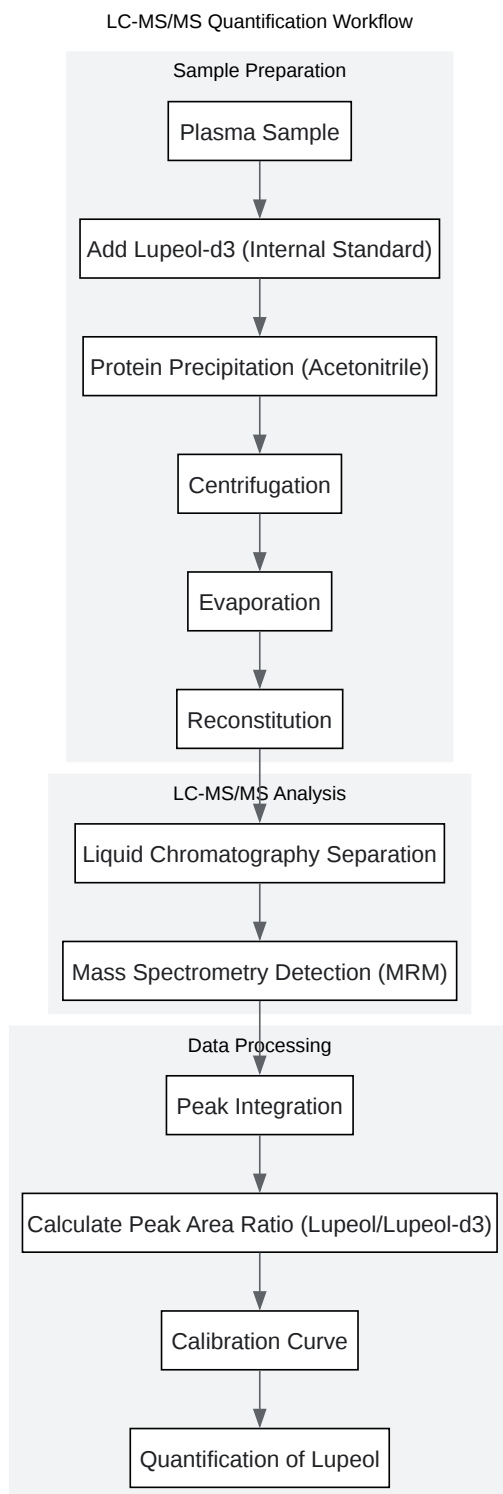 LC-MS/MS Quantification Workflow
Sample Preparation
Plasma Sample
Add Lupeol-d3 (Internal Standard)
Protein Precipitation (Acetonitrile)
Centrifugation
Evaporation
Reconstitution
LC-MS/MS Analysis
Liquid Chromatography Separation
Mass Spectrometry Detection (MRM)
Data Processing
Peak Integration
Calculate Peak Area Ratio (Lupeol/Lupeol-d3)
Calibration Curve
Quantification of Lupeol